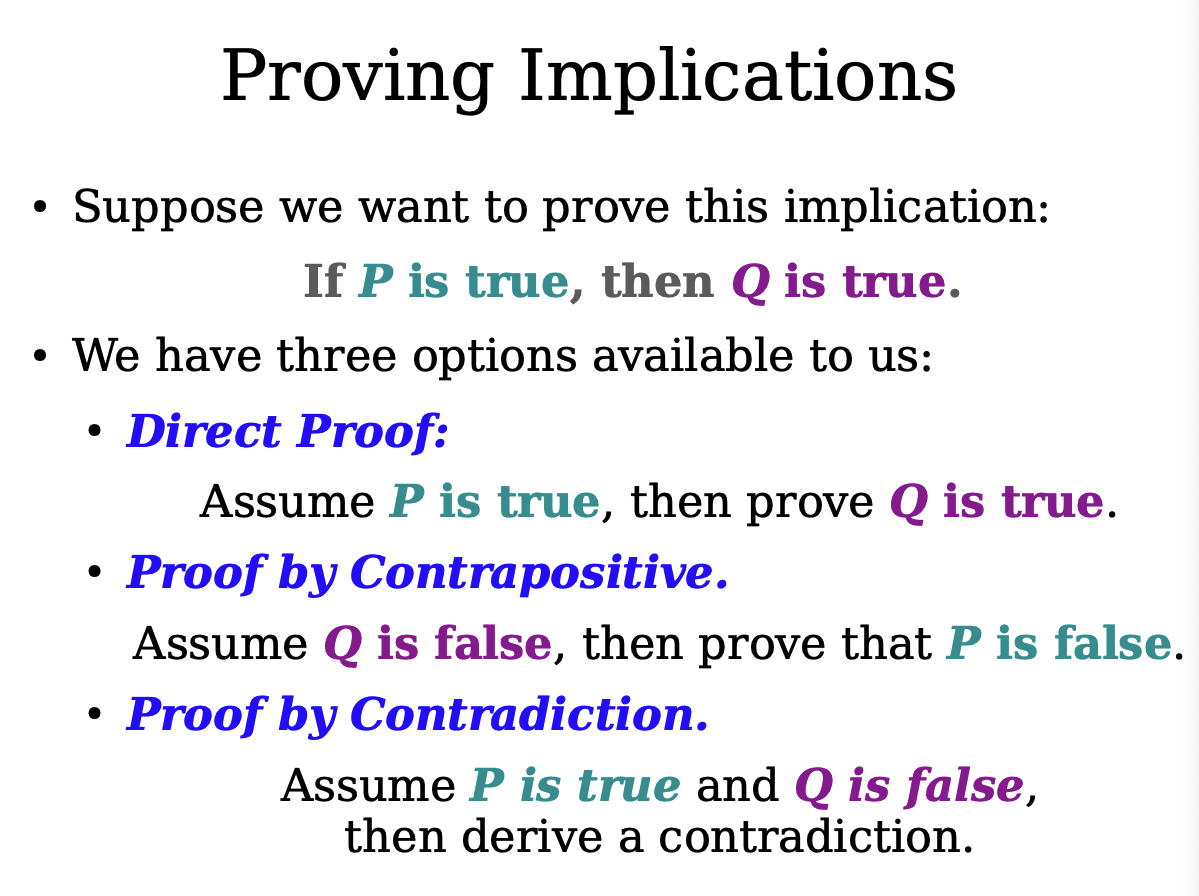 Proving Implications
• Suppose we want to prove this implication:
If P is true, then Q is true.
• We have three options available to us:
• Direct Proof:
Assume P is true, then prove Q is true.
• Proof by Contrapositive.
Assume Q is false, then prove that P is false.
• Proof by Contradiction.
Assume P is true and Q is false,
then derive a contradiction.